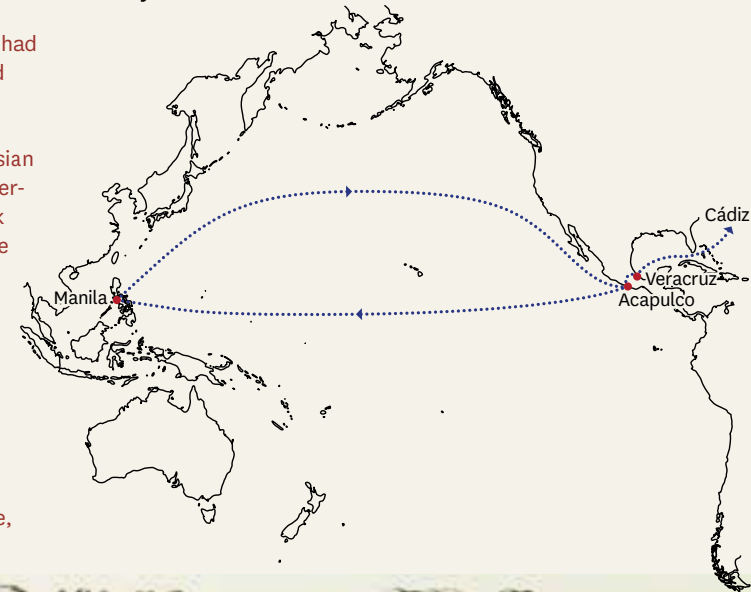 had
d
sian
er-
k
e
e,
Cádiz
Veracruz
Acapulco
Manila